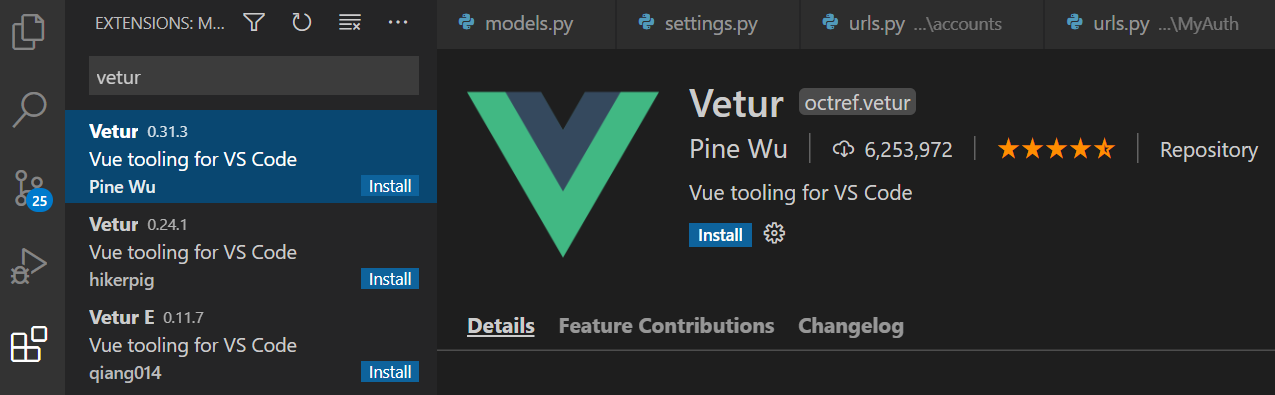 EXTENSIONS: M...
models.py
settings.py
urls.py ...\accounts
urls.py ...\MyAuth
vetur
Vetur 0.31.3
Vue tooling for VS Code
Pine Wu
Install
Vetur 0.24.1
Vue tooling for VS Code
hikerpig
Install
Vetur E 0.11.7
Vue tooling for VS Code
qiang014
Install
25
Vetur octref.vetur
Pine Wu 6,253,972 Repository
Vue tooling for VS Code
Install
Details Feature Contributions Changelog